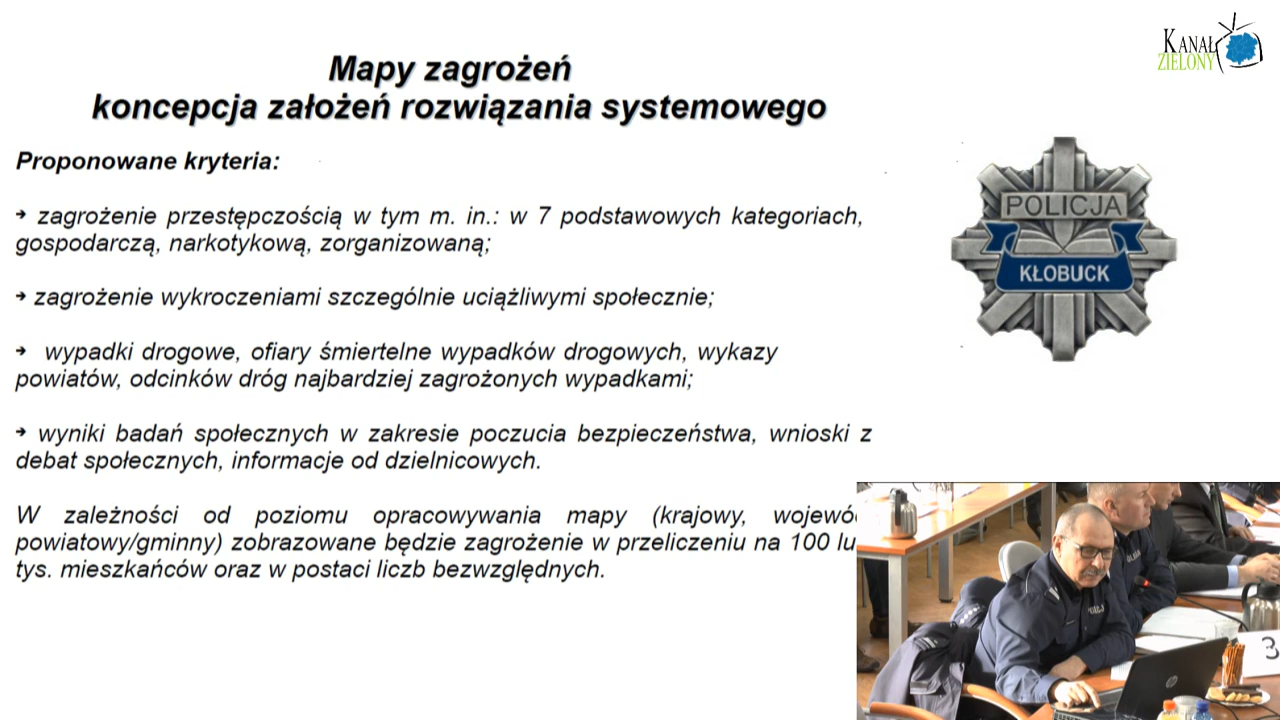 KANAŁ
ZIELONY
Mapy zagrożeń
koncepcja założeń rozwiązania systemowego
Proponowane kryteria:
➔ zagrożenie przestępczością w tym m. in.: w 7 podstawowych kategoriach,
gospodarczą, narkotykową, zorganizowaną;
➔ zagrożenie wykroczeniami szczególnie uciążliwymi społecznie;
➔ wypadki drogowe, ofiary śmiertelne wypadków drogowych, wykazy
powiatów, odcinków dróg najbardziej zagrożonych wypadkami;
➔ wyniki badań społecznych w zakresie poczucia bezpieczeństwa, wnioski z
debat społecznych, informacje od dzielnicowych.
W zależności od poziomu opracowywania mapy (krajowy,
powiatowy/gminny) zobrazowane będzie zagrożenie w przeliczeniu na 100
tys. mieszkańców oraz w postaci liczb bezwzględnych.
POLICJA
KŁOBUCK
3